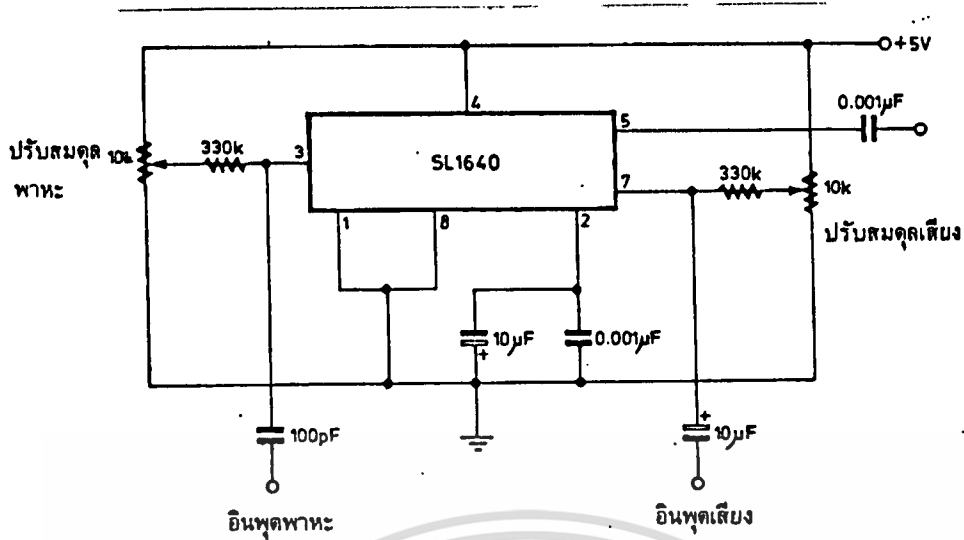 +5V
0.001µF
4
5
ปรับสมดุล
พาหะ
10k
330k
3
SL1640
7
330k
10k
ปรับสมดุลเสียง
1
8
2
10µF
+
0.001µF
100pF
+
10µF
อินพุตพาหะ
อินพุตเสียง